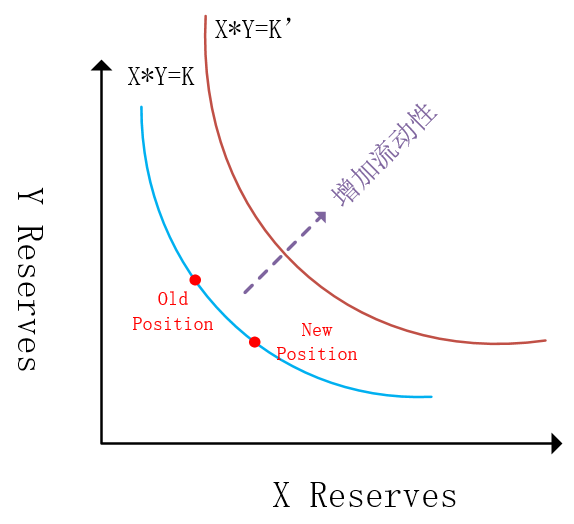 X*Y=K'
X*Y=K
增加流动性
Y Reserves
Old
Position
New
Position
X Reserves